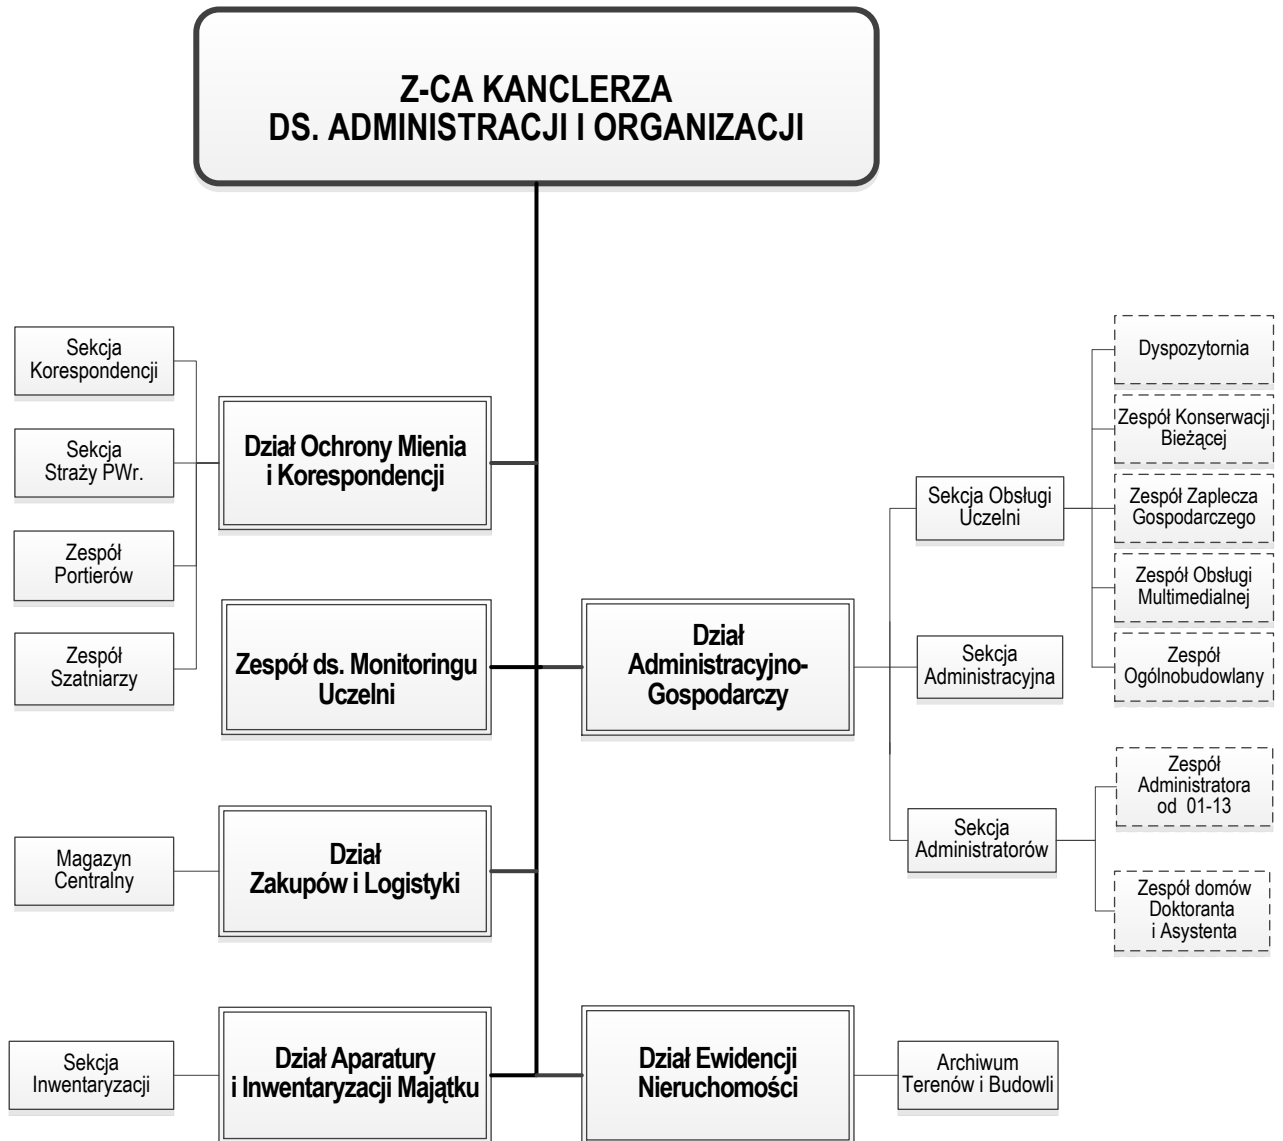 Z-CA KANCLERZA
DS. ADMINISTRACJI I ORGANIZACJI
Sekcja
Korespondencji
Sekcja
Straży PWr.
Zespół
Portierów
Zespół
Szatniarzy
Dział Ochrony Mienia
i Korespondencji
Zespół ds. Monitoringu
Uczelni
Magazyn
Centralny
Dział
Zakupów i Logistyki
Sekcja
Inwentaryzacji
Dział Aparatury
i Inwentaryzacji Majątku
Dział
Administracyjno-
Gospodarczy
Sekcja Obsługi
Uczelni
Dyspozytornia
Zespół Konserwacji
Bieżącej
Zespół Zaplecza
Gospodarczego
Zespół Obsługi
Multimedialnej
Zespół
Ogólnobudowlany
Sekcja
Administracyjna
Sekcja
Administratorów
Zespół
Administratora
od 01-13
Zespół domów
Doktoranta
i Asystenta
Dział Ewidencji
Nieruchomości
Archiwum
Terenów i Budowli